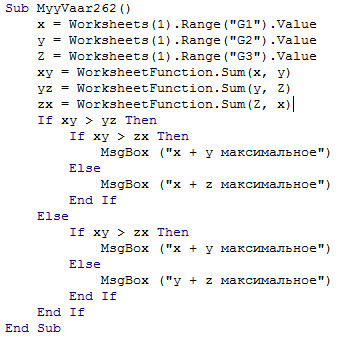 Sub MyyVaar262()
    x = Worksheets(1).Range("G1").Value
    y = Worksheets(1).Range("G2").Value
    Z = Worksheets(1).Range("G3").Value
    xy = WorksheetFunction.Sum(x, y)
    yz = WorksheetFunction.Sum(y, Z)
    zx = WorksheetFunction.Sum(Z, x)
    If xy > yz Then
        If xy > zx Then
            MsgBox ("x + y максимальное")
        Else
            MsgBox ("x + z максимальное")
        End If
    Else
        If xy > zx Then
            MsgBox ("x + y максимальное")
        Else
            MsgBox ("y + z максимальное")
        End If
    End If
End Sub